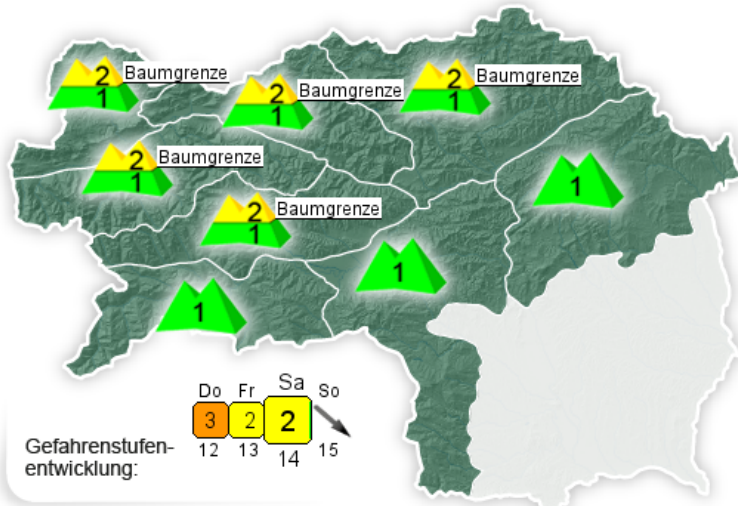 2 Baumgrenze
1
2 Baumgrenze
1
2 Baumgrenze
1
2 Baumgrenze
1
1
2 Baumgrenze
1
1
1
Do Fr Sa So
3 2 2
12 13 14 15
Gefahrenstufen-
entwicklung: